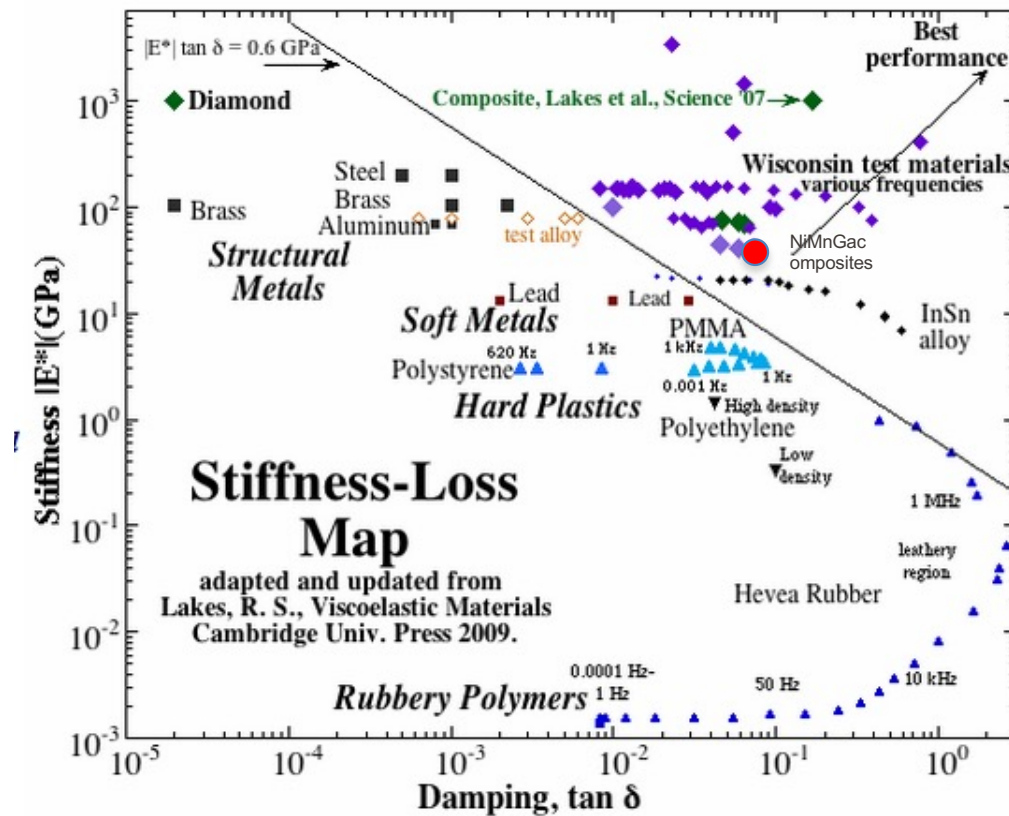 |E*| tan δ = 0.6 GPa
Best
performance
10³
Diamond
Composite, Lakes et al., Science '07
Steel
Wisconsin test materials
various frequencies
Brass
Brass
10²
Aluminum
test alloy
NiMnGac
omposites
Structural
Metals
Lead
Lead
InSn
alloy
10¹
Soft Metals
PMMA
620 Hz
1 Hz
1 kHz
Polystyrene
0.001 Hz
1 Hz
Hard Plastics
High density
Polyethylene
10⁰
Low
density
Stiffness-Loss
Map
1 MHz
10⁻¹
leathery
region
adapted and updated from
Lakes, R. S., Viscoelastic Materials
Cambridge Univ. Press 2009.
Hevea Rubber
10⁻²
0.0001 Hz-
1 Hz
50 Hz
10 kHz
Rubbery Polymers
10⁻³
10⁻⁵
10⁻⁴
10⁻³
10⁻²
10⁻¹
10⁰
Damping, tan δ
Stiffness ||E*|(GPa)